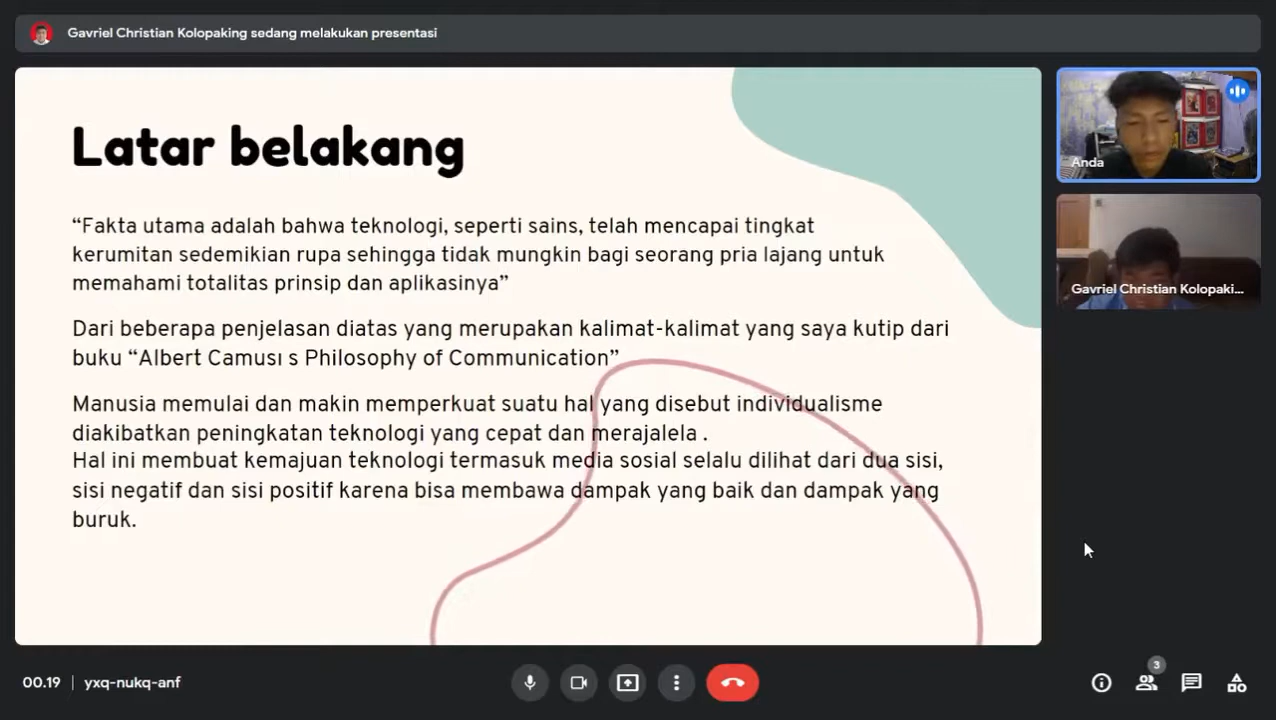 Gavriel Christian Kolopaking sedang melakukan presentasi
Latar belakang
“Fakta utama adalah bahwa teknologi, seperti sains, telah mencapai tingkat
kerumitan sedemikian rupa sehingga tidak mungkin bagi seorang pria lajang untuk
memahami totalitas prinsip dan aplikasinya”
Dari beberapa penjelasan diatas yang merupakan kalimat-kalimat yang saya kutip dari
buku “Albert Camusı s Philosophy of Communication”
Manusia memulai dan makin memperkuat suatu hal yang disebut individualisme
diakibatkan peningkatan teknologi yang cepat dan merajalela .
Hal ini membuat kemajuan teknologi termasuk media sosial selalu dilihat dari dua sisi,
sisi negatif dan sisi positif karena bisa membawa dampak yang baik dan dampak yang
buruk.
Anda
Gavriel Christian Kolopaki...
00.19 | yxq-nukq-anf
3